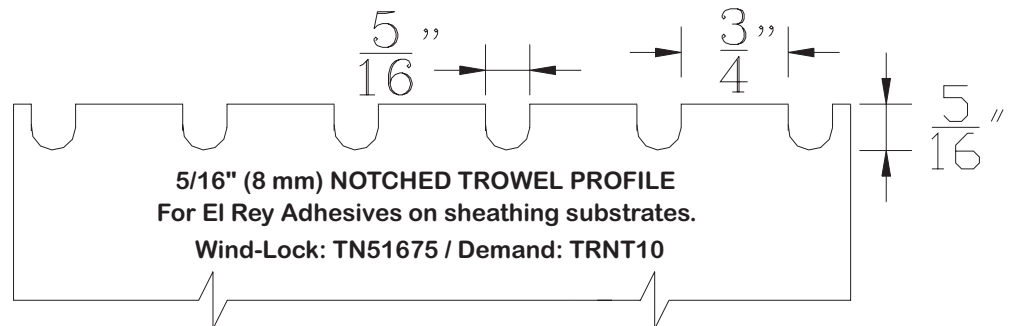 5/16"
3/4"
5/16"
5/16" (8 mm) NOTCHED TROWEL PROFILE
For El Rey Adhesives on sheathing substrates.
Wind-Lock: TN51675 / Demand: TRNT10